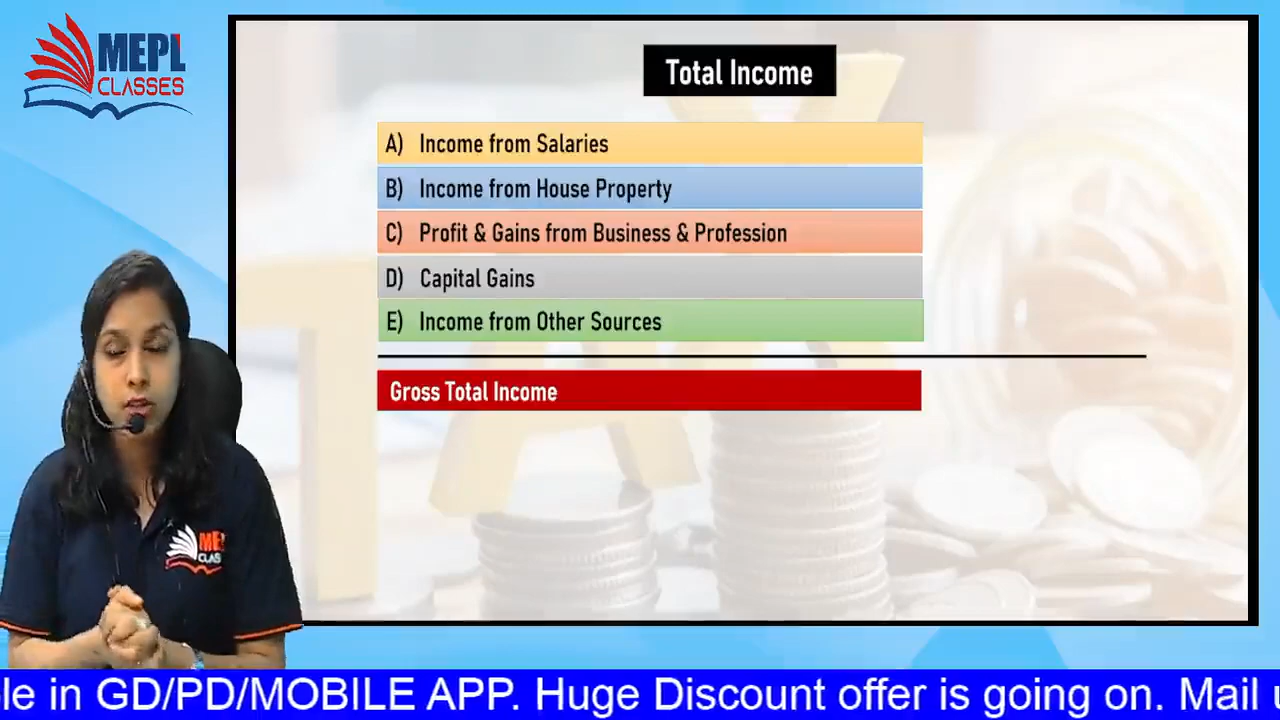 MEPL
CLASSES
Total Income
A) Income from Salaries
B) Income from House Property
C) Profit & Gains from Business & Profession
D) Capital Gains
E) Income from Other Sources
Gross Total Income
ME
CLAS
le in GD/PD/MOBILE APP. Huge Discount offer is going on. Mail u